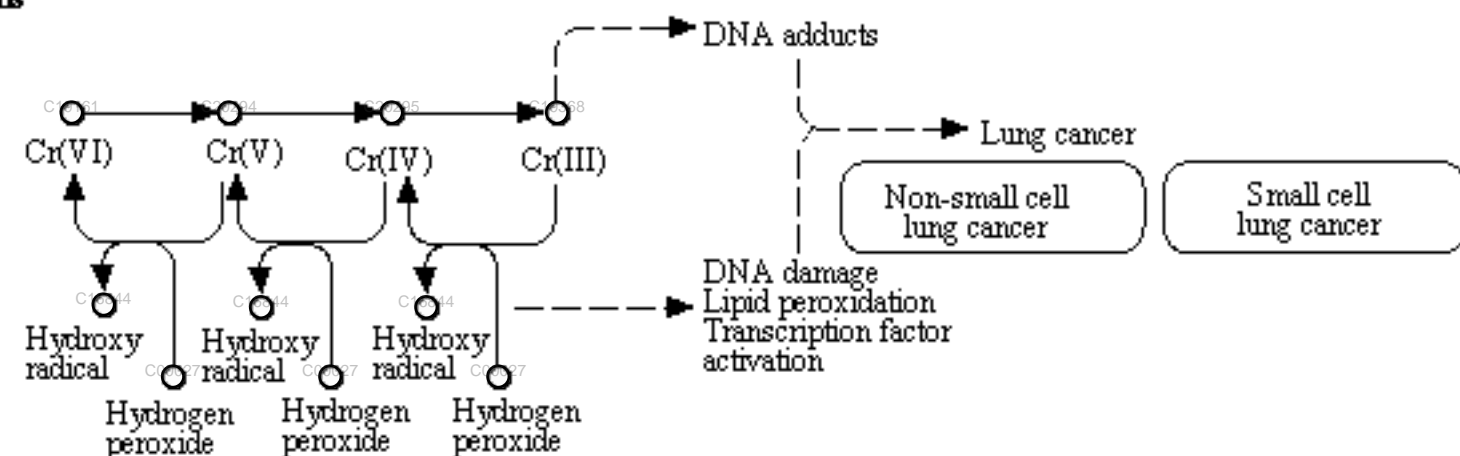 DNA adducts
Cr(VI)
Cr(V)
Cr(IV)
Cr(III)
Lung cancer
Non-small cell
lung cancer
Small cell
lung cancer
DNA damage
Lipid peroxidation
Transcription factor
activation
Hydroxy
radical
Hydroxy
radical
Hydroxy
radical
Hydrogen
peroxide
Hydrogen
peroxide
Hydrogen
peroxide